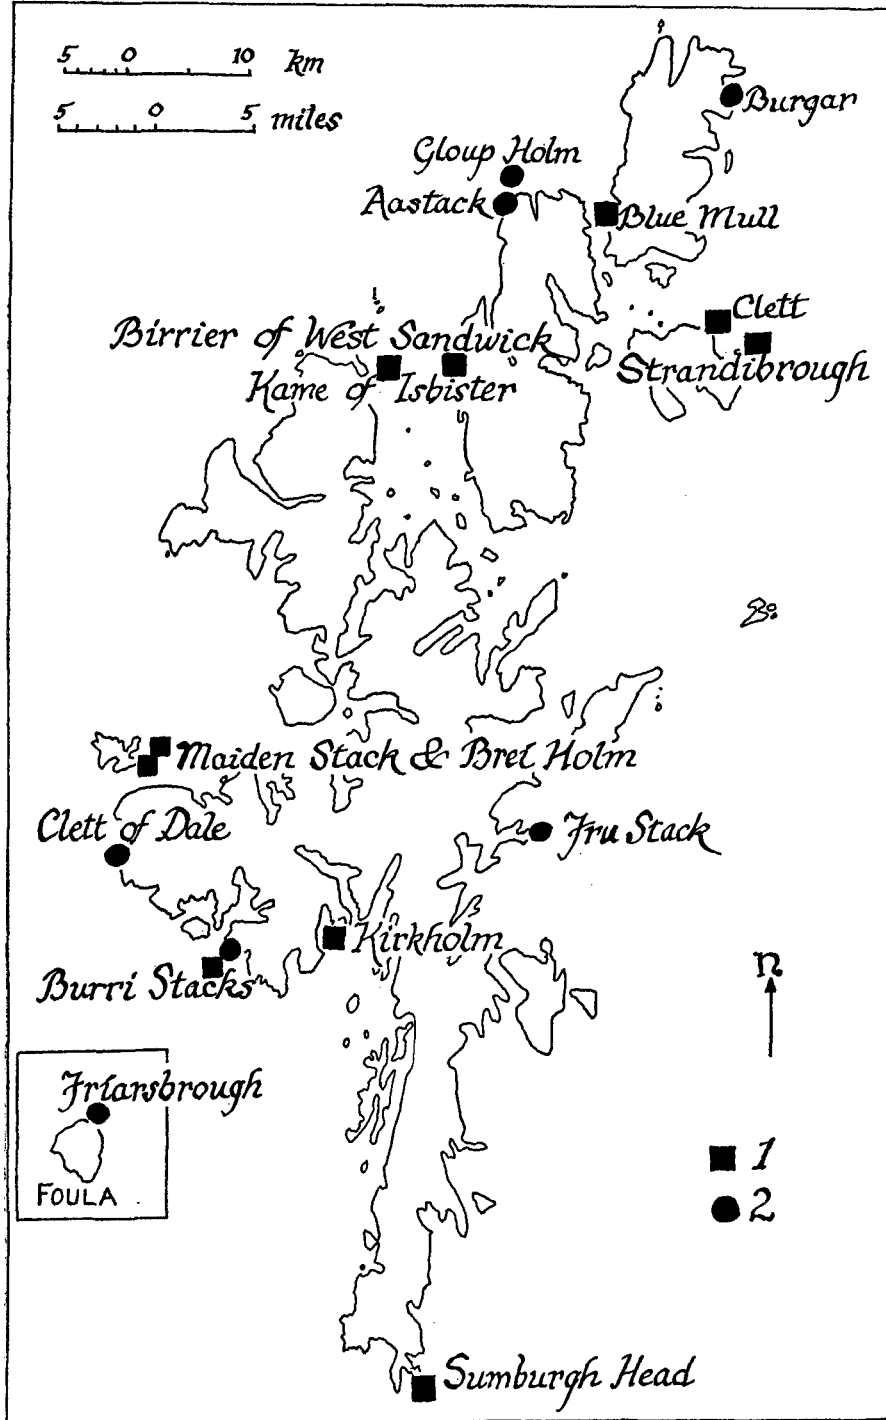 5 0 10 km
5 0 5 miles
Burgar
Gloup Holm
Aastack
Blue Mull
Clett
Birrier of West Sandwick
Strandibrough
Kame of Isbister
Maiden Stack & Brei Holm
Clett of Dale
Fru Stack
Kirkholm
Burri Stacks
n
Friarsbrough
FOULA
1
2
Sumburgh Head